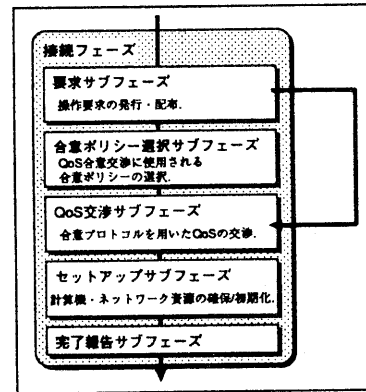 接続フェーズ
要求サブフェーズ
操作要求の発行・配布.
合意ポリシー選択サブフェーズ
QoS合意交渉に使用される
合意ポリシーの選択.
QoS交渉サブフェーズ
合意プロトコルを用いたQoSの交渉.
セットアップサブフェーズ
計算機・ネットワーク資源の確保/初期化.
完了報告サブフェーズ